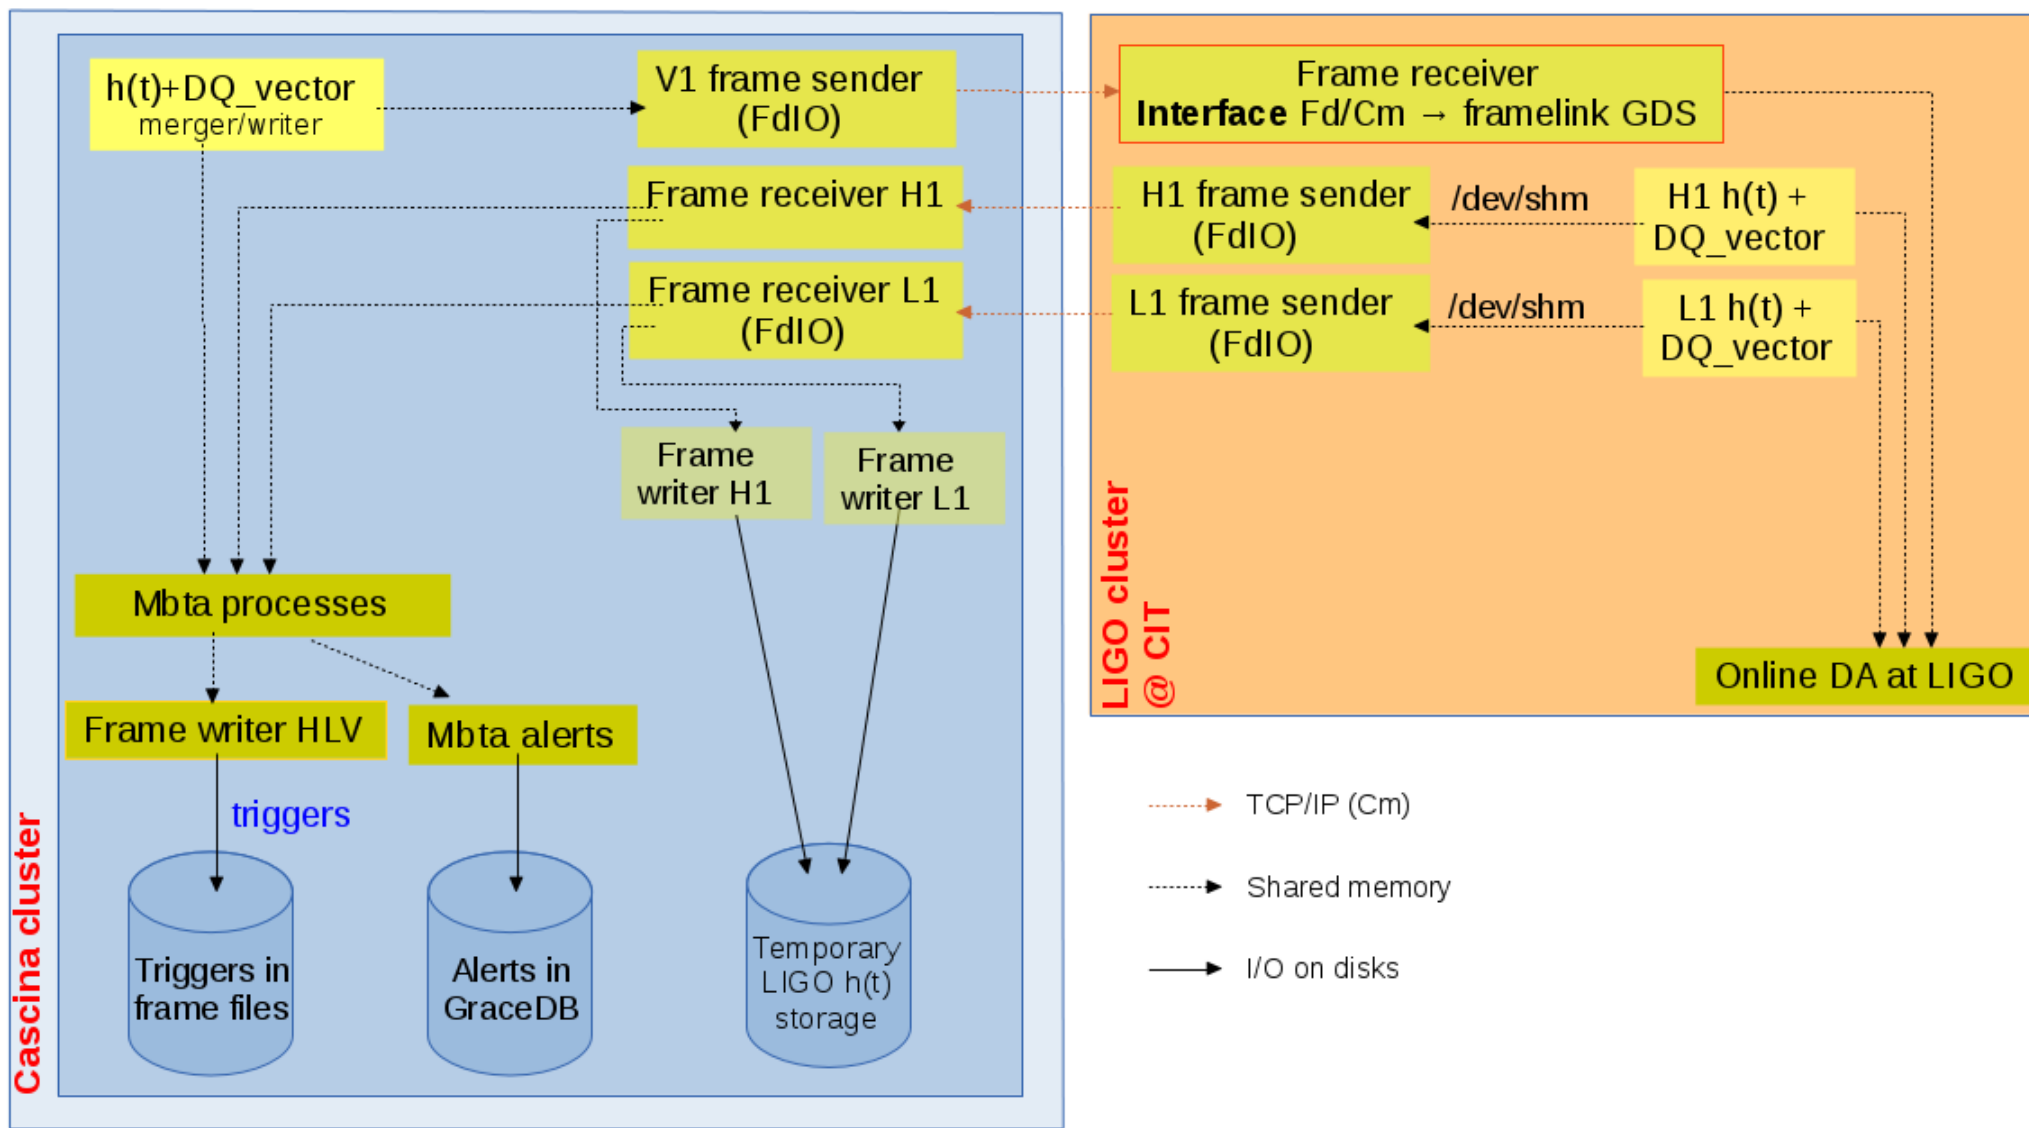 h(t)+DQ_vector
merger/writer
V1 frame sender
(FdIO)
Frame receiver H1
Frame receiver L1
(FdIO)
Frame
writer H1
Frame
writer L1
Mbta processes
Frame writer HLV
Mbta alerts
triggers
Triggers in
frame files
Alerts in
GraceDB
Temporary
LIGO h(t)
storage
Cascina cluster
Frame receiver
Interface Fd/Cm → framelink GDS
H1 frame sender
(FdIO)
/dev/shm
H1 h(t) +
DQ_vector
L1 frame sender
(FdIO)
/dev/shm
L1 h(t) +
DQ_vector
LIGO cluster
@ CIT
Online DA at LIGO
TCP/IP (Cm)
Shared memory
I/O on disks